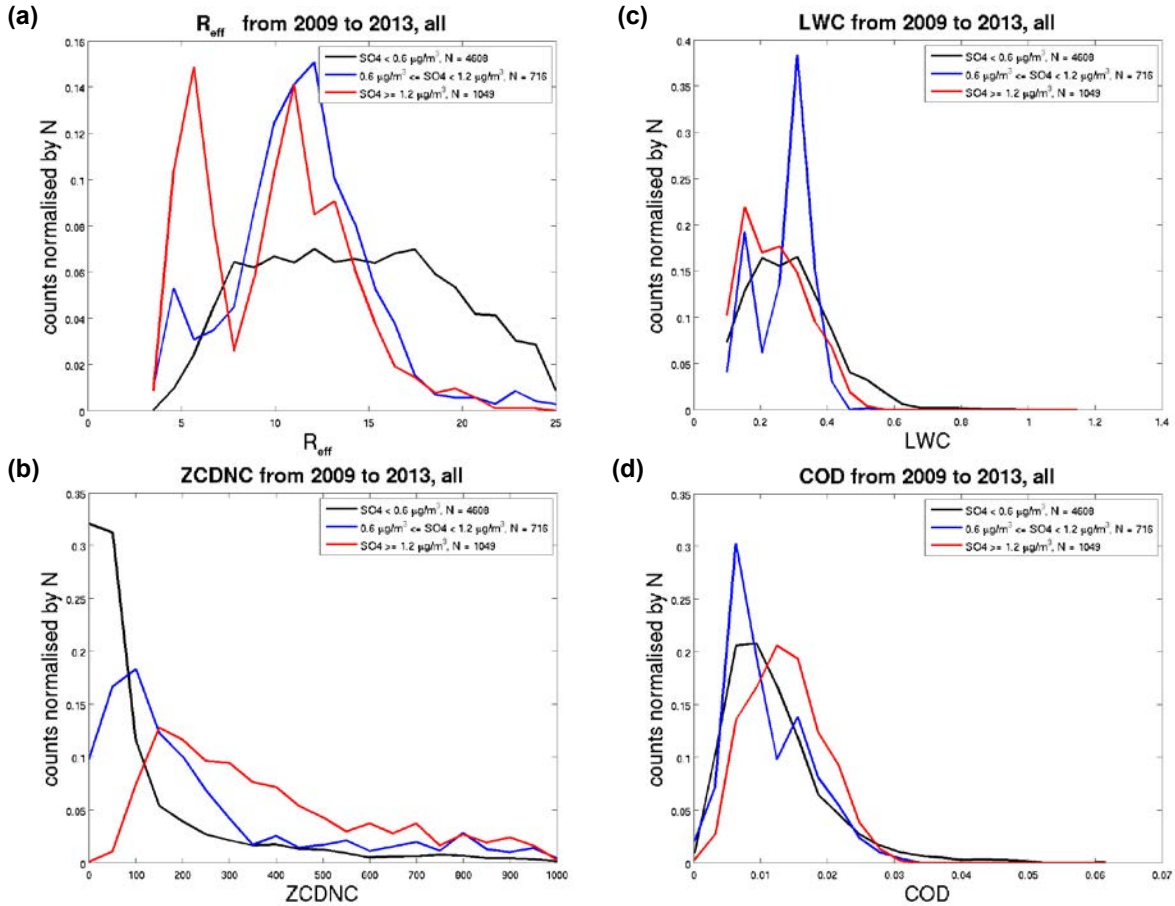 (a)
R_eff from 2009 to 2013, all
SO4 < 0.6 µg/m³, N = 4608
0.6 µg/m³ <= SO4 < 1.2 µg/m³, N = 716
SO4 >= 1.2 µg/m³, N = 1049
counts normalised by N
0.16
0.14
0.12
0.1
0.08
0.06
0.04
0.02
0
0 5 10 15 20 25
R_eff
(c)
LWC from 2009 to 2013, all
SO4 < 0.6 µg/m³, N = 4608
0.6 µg/m³ <= SO4 < 1.2 µg/m³, N = 716
SO4 >= 1.2 µg/m³, N = 1049
counts normalised by N
0.4
0.35
0.3
0.25
0.2
0.15
0.1
0.05
0
0 0.2 0.4 0.6 0.8 1 1.2 1.4
LWC
(b)
ZCDNC from 2009 to 2013, all
SO4 < 0.6 µg/m³, N = 4608
0.6 µg/m³ <= SO4 < 1.2 µg/m³, N = 716
SO4 >= 1.2 µg/m³, N = 1049
counts normalised by N
0.35
0.3
0.25
0.2
0.15
0.1
0.05
0
0 100 200 300 400 500 600 700 800 900 1000
ZCDNC
(d)
COD from 2009 to 2013, all
SO4 < 0.6 µg/m³, N = 4608
0.6 µg/m³ <= SO4 < 1.2 µg/m³, N = 716
SO4 >= 1.2 µg/m³, N = 1049
counts normalised by N
0.35
0.3
0.25
0.2
0.15
0.1
0.05
0
0 0.01 0.02 0.03 0.04 0.05 0.06 0.07
COD